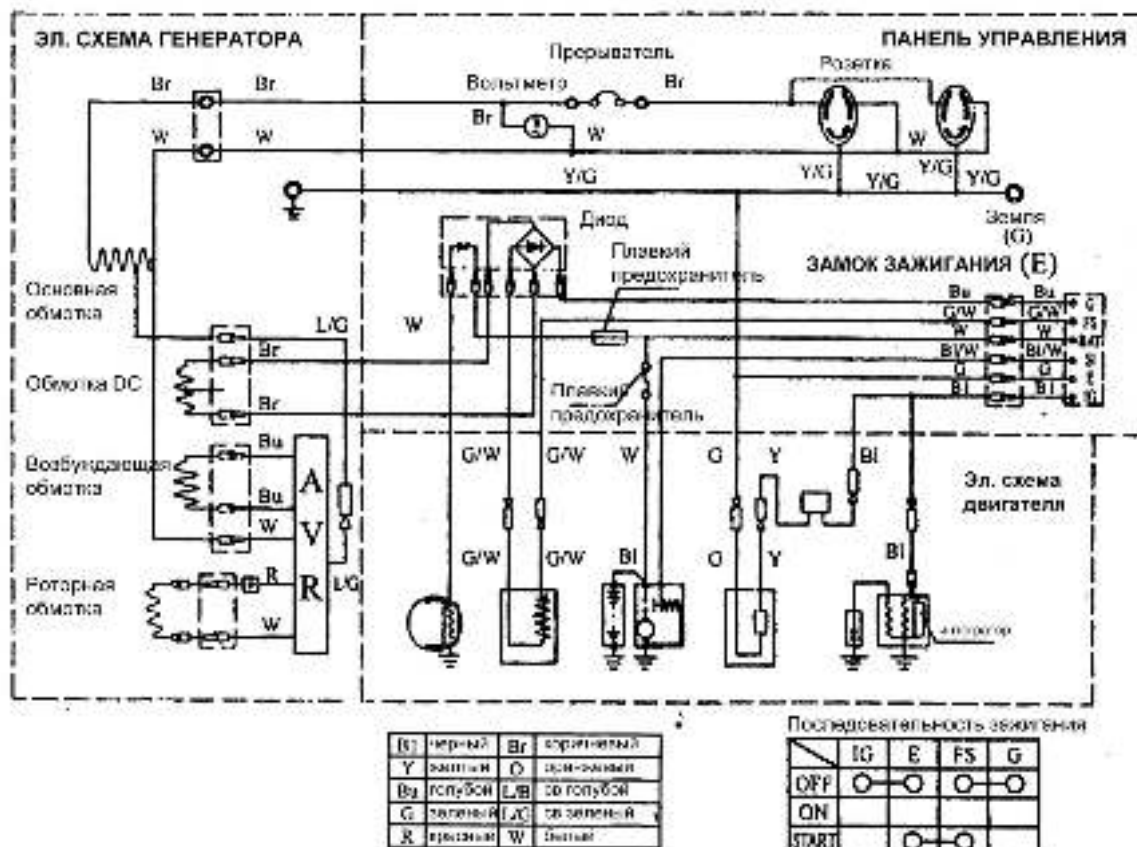 ЭЛ. СХЕМА ГЕНЕРАТОРА
ПАНЕЛЬ УПРАВЛЕНИЯ
Прерыватель
Розетка
Вольтметр
Br
Br
Br
Br
W
W
W
W
Y/G
Y/G
Y/G
Y/G
Y/G
Земля
(G)
Диод
Плавкий
предохранитель
ЗАМОК ЗАЖИГАНИЯ (E)
Основная
обмотка
L/G
W
Bu
Bu
G/W
G/W
W
W
Bl/W
Bl/W
G
G
Bl
Bl
Br
Обмотка DC
Br
Плавкий
предохранитель
Возбуждающая
обмотка
Bu
Bu
W
A
V
R
G/W
G/W
W
G
Y
Bl
Эл. схема
двигателя
G/W
G/W
Bl
Y
Bl
Роторная
обмотка
R
W
L/G
Последовательность зажигания
Bl черный Br коричневый
Y желтый O оранжевый
Bu голубой L/B св голубой
G зеленый L/G св зеленый
R красный W белый
IG E FS G
OFF
ON
START